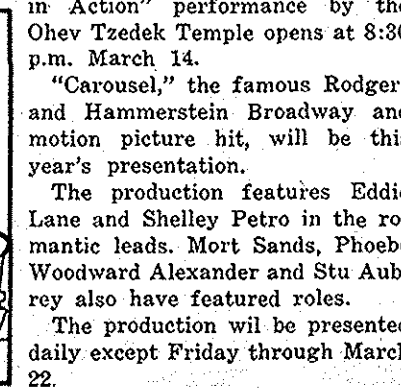 in Action" performance by the
Ohev Tzedek Temple opens at 8:30
p.m. March 14.
"Carousel," the famous Rodger
and Hammerstein Broadway and
motion picture hit, will be thi
year's presentation.
The production features Eddi
Lane and Shelley Petro in the ro
mantic leads. Mort Sands, Phoeb
Woodward Alexander and Stu Aub
rey also have featured roles.
The production wil be presented
daily except Friday through March
22.